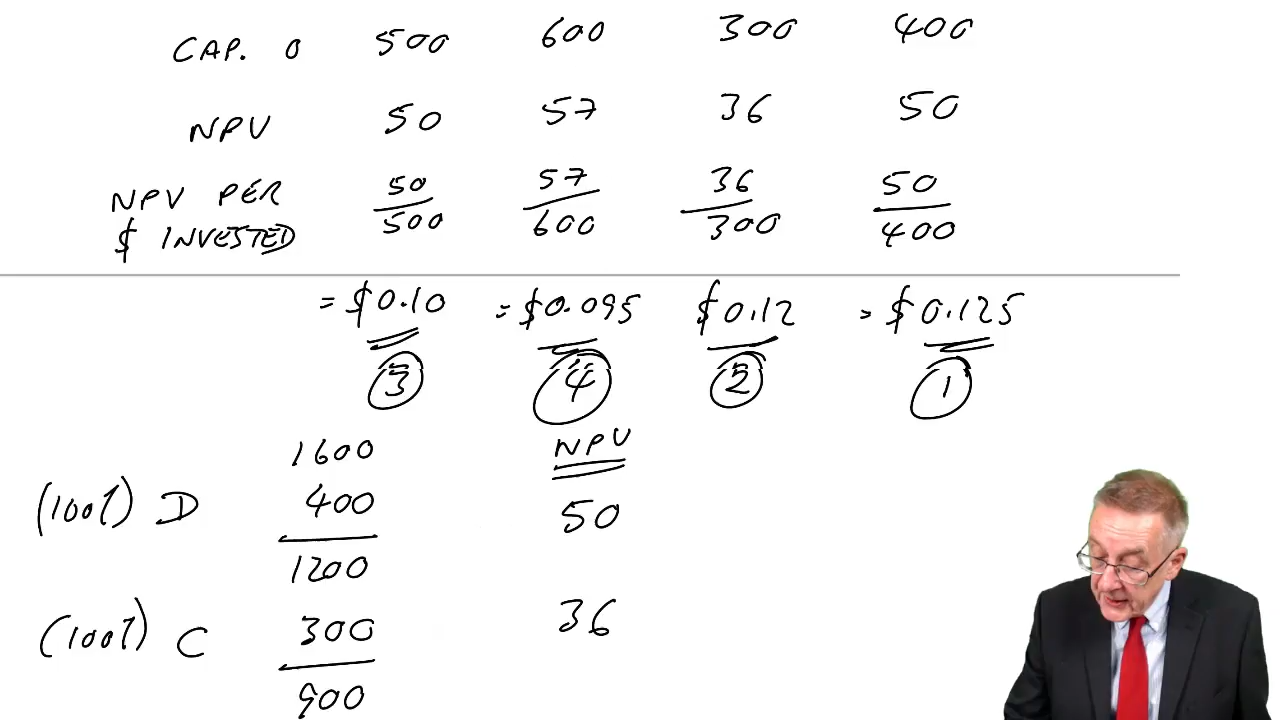 CAP. 0 500 600 300 400
NPV 50 57 36 50
NPV PER 50 57 36 50
$ INVESTED 500 600 300 400
= $0.10 = $0.095 $0.12 = $0.125
3 4 2 1
1600 NPV
(100%) D 400 50
1200
(100%) C 300 36
900